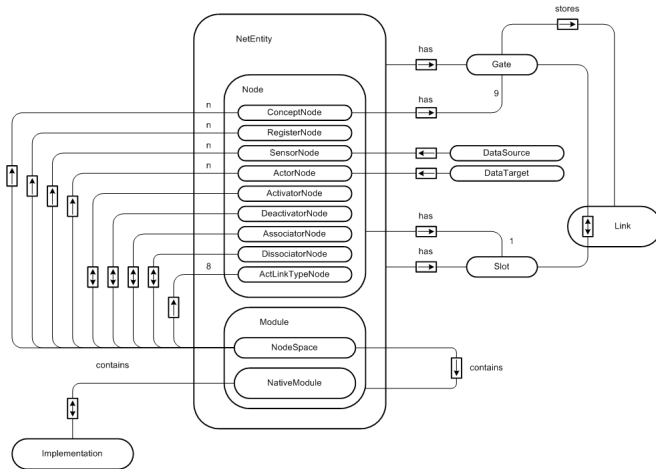 stores
NetEntity
has
Gate
Node
n
ConceptNode
has
9
n
RegisterNode
n
SensorNode
DataSource
n
ActorNode
DataTarget
ActivatorNode
DeactivatorNode
has
Link
AssociatorNode
1
DissociatorNode
has
Slot
8
ActLinkTypeNode
Module
NodeSpace
contains
contains
NativeModule
Implementation